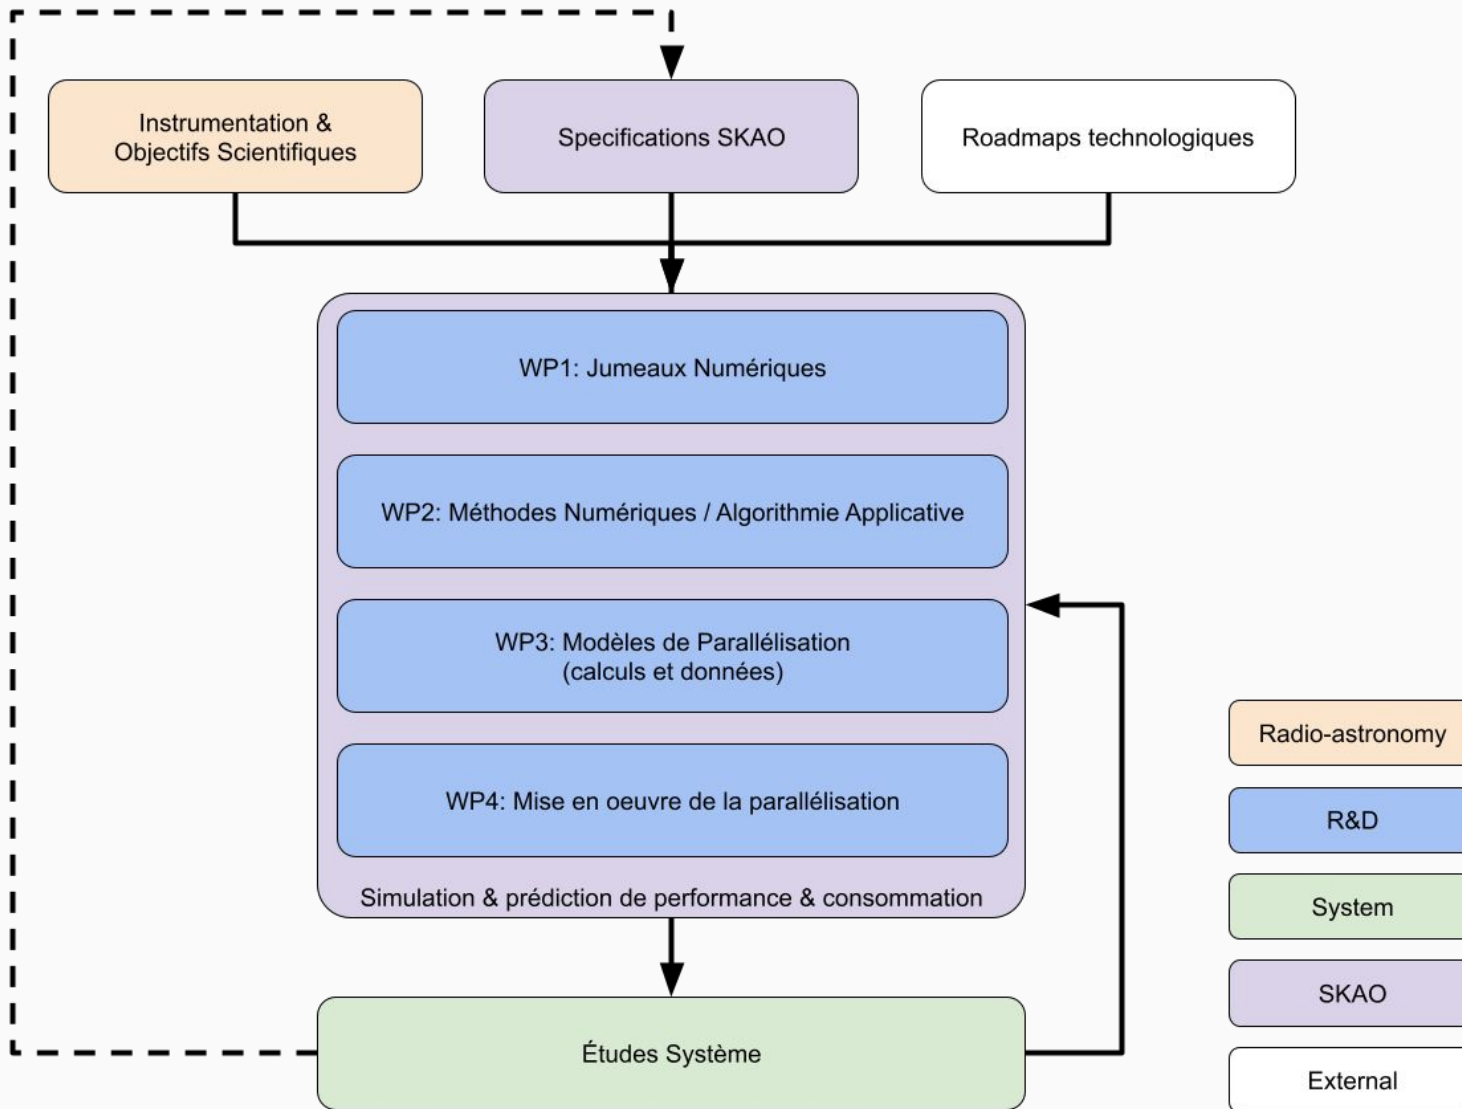 Instrumentation &
Objectifs Scientifiques
Specifications SKAO
Roadmaps technologiques
WP1: Jumeaux Numériques
WP2: Méthodes Numériques / Algorithmie Applicative
WP3: Modèles de Parallélisation
(calculs et données)
WP4: Mise en oeuvre de la parallélisation
Simulation & prédiction de performance & consommation
Études Système
Radio-astronomy
R&D
System
SKAO
External